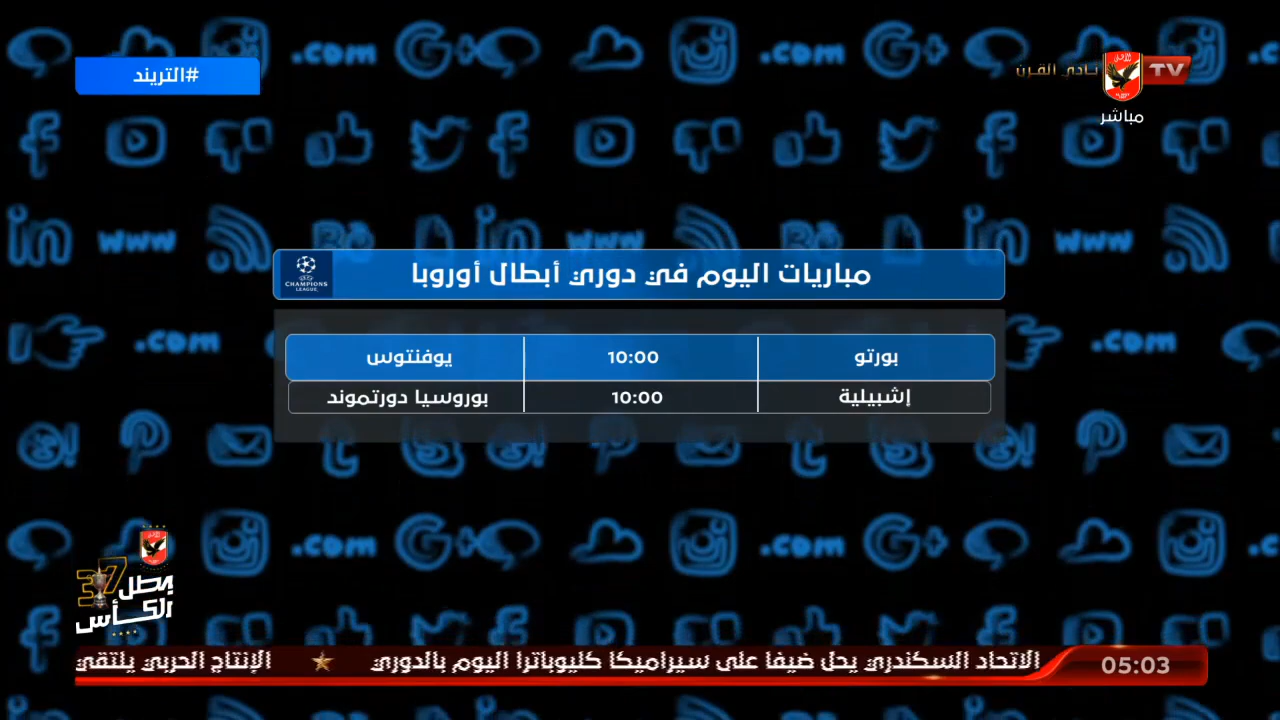 #التريند
نادي القرن
TV
مباشر
مباريات اليوم في دوري أبطال أوروبا
CHAMPIONS
LEAGUE
بورتو 10:00 يوفنتوس
إشبيلية 10:00 بوروسيا دورتموند
37
بطل
الكأس
05:03 الاتحاد السكندري يحل ضيفا على سيراميكا كليوباترا اليوم بالدوري الإنتاج الحربي يلتقي